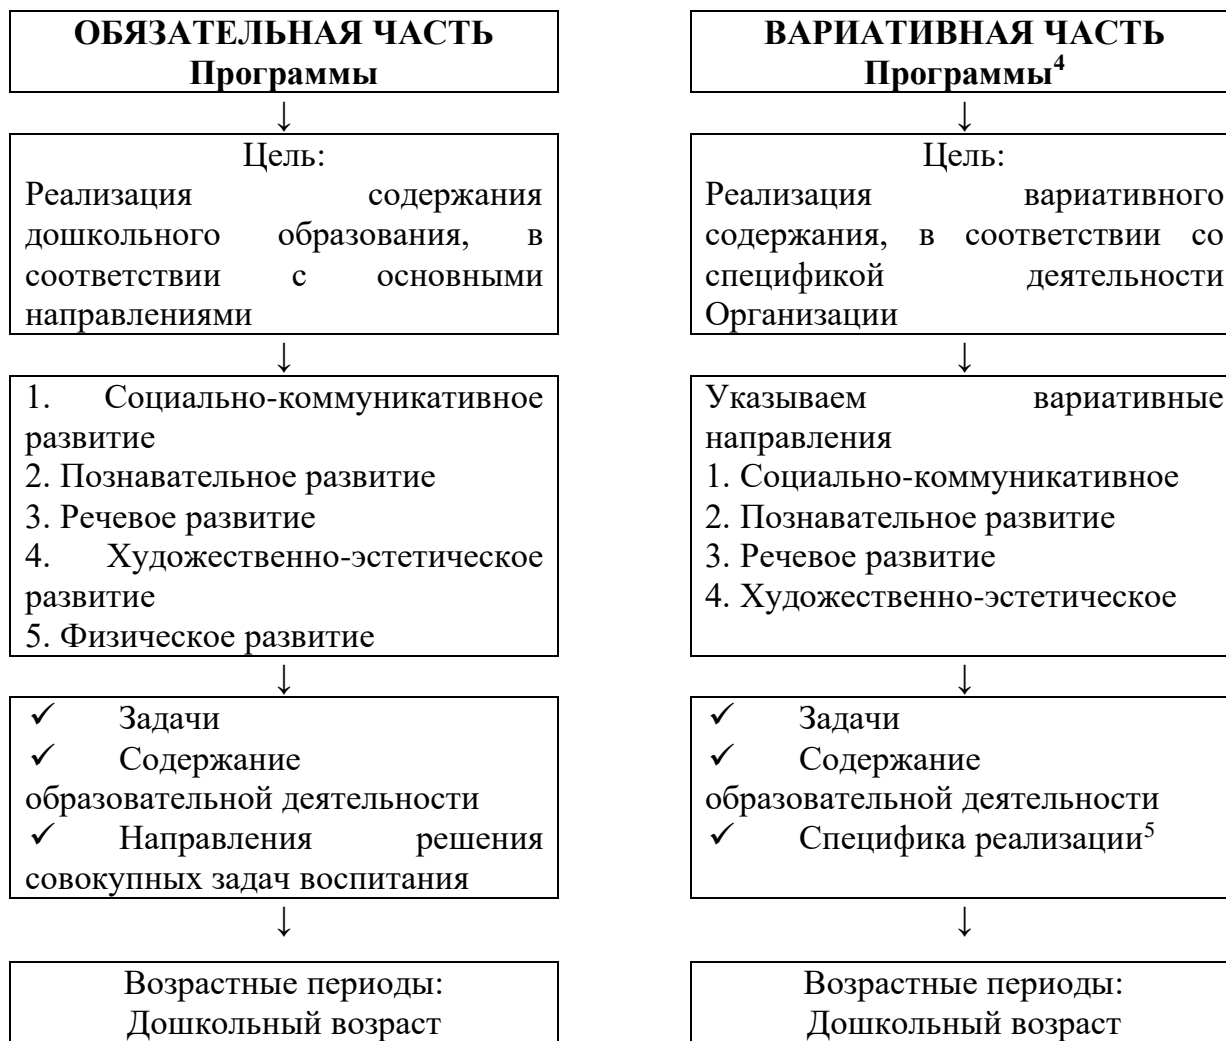 ОБЯЗАТЕЛЬНАЯ ЧАСТЬ
Программы
↓
Цель:
Реализация содержания
дошкольного образования, в
соответствии с основными
направлениями
↓
1. Социально-коммуникативное
развитие
2. Познавательное развитие
3. Речевое развитие
4. Художественно-эстетическое
развитие
5. Физическое развитие
↓
✓ Задачи
✓ Содержание
образовательной деятельности
✓ Направления решения
совокупных задач воспитания
↓
Возрастные периоды:
Дошкольный возраст
ВАРИАТИВНАЯ ЧАСТЬ
Программы⁴
↓
Цель:
Реализация вариативного
содержания, в соответствии со
спецификой деятельности
Организации
↓
Указываем вариативные
направления
1. Социально-коммуникативное
2. Познавательное развитие
3. Речевое развитие
4. Художественно-эстетическое
↓
✓ Задачи
✓ Содержание
образовательной деятельности
✓ Специфика реализации⁵
↓
Возрастные периоды:
Дошкольный возраст